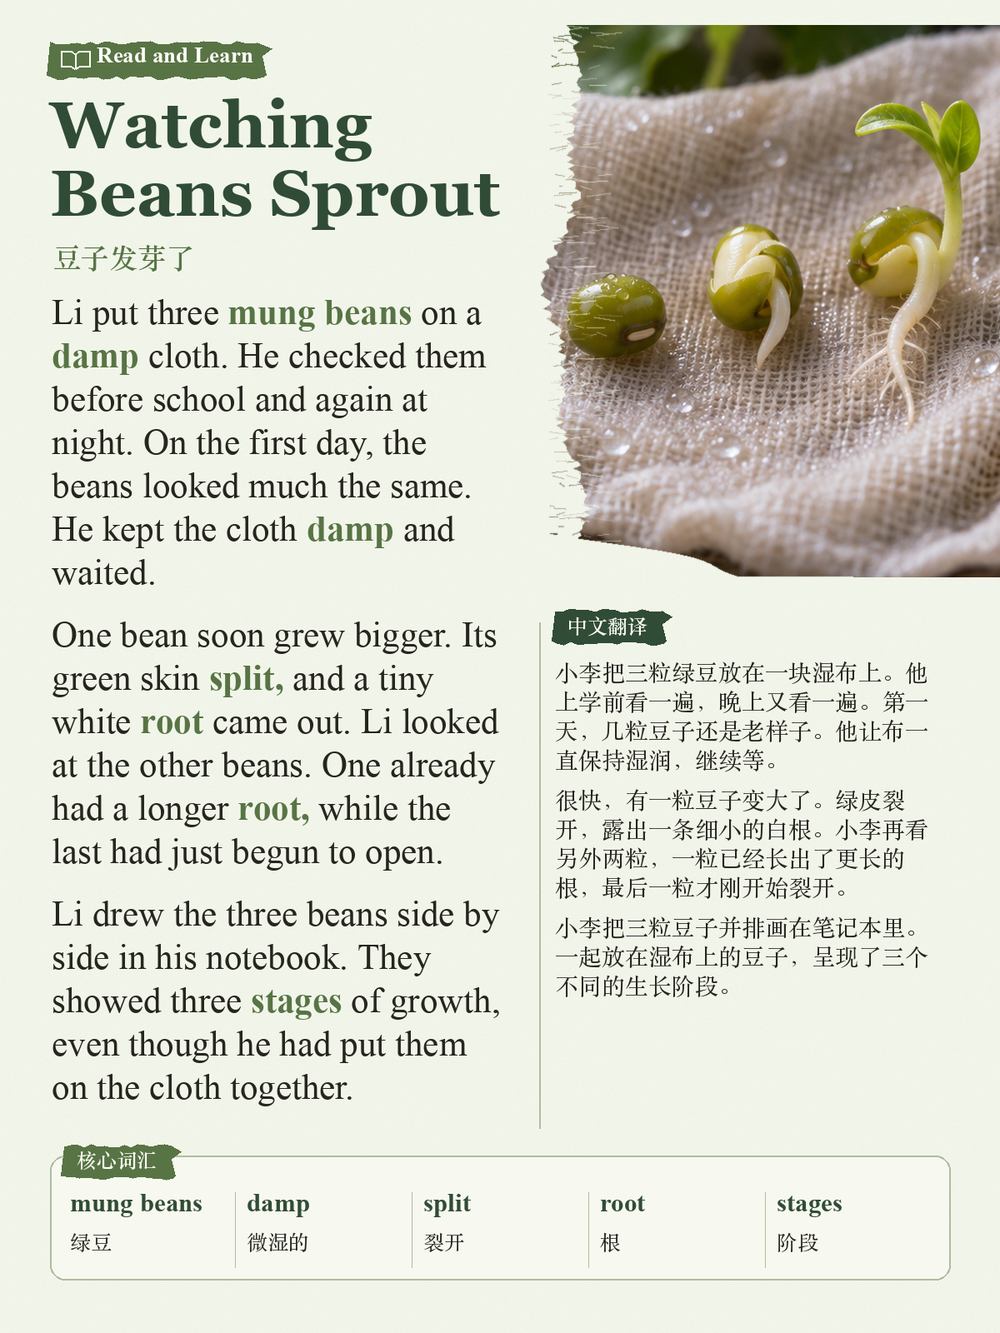 Read and Learn
Watching
Beans Sprout
豆子发芽了
Li put three mung beans on a
damp cloth. He checked them
before school and again at
night. On the first day, the
beans looked much the same.
He kept the cloth damp and
waited.
One bean soon grew bigger. Its
green skin split, and a tiny
white root came out. Li looked
at the other beans. One already
had a longer root, while the
last had just begun to open.
Li drew the three beans side by
side in his notebook. They
showed three stages of growth,
even though he had put them
on the cloth together.
中文翻译
小李把三粒绿豆放在一块湿布上。他
上学前看一遍，晚上又看一遍。第一
天，几粒豆子还是老样子。他让布一
直保持湿润，继续等。
很快，有一粒豆子变大了。绿皮裂
开，露出一条细小的白根。小李再看
另外两粒，一粒已经长出了更长的
根，最后一粒才刚开始裂开。
小李把三粒豆子并排画在笔记本里。
一起放在湿布上的豆子，呈现了三个
不同的生长阶段。
核心词汇
mung beans damp split root stages
绿豆 微湿的 裂开 根 阶段